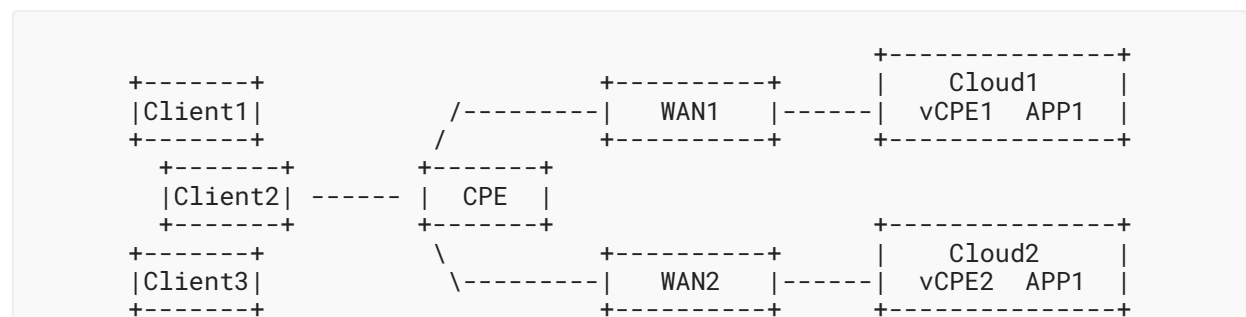 Cloud1
|Client1| /---------| WAN1 |------| vCPE1 APP1 |
|Client2| ------ | CPE |
Cloud2
|Client3| \---------| WAN2 |------| vCPE2 APP1 |